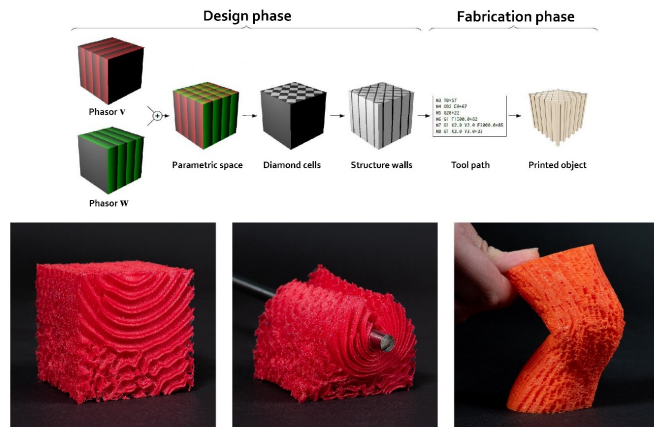 Design phase
Fabrication phase
Phasor V
Phasor W
Parametric space
Diamond cells
Structure walls
Tool path
Printed object